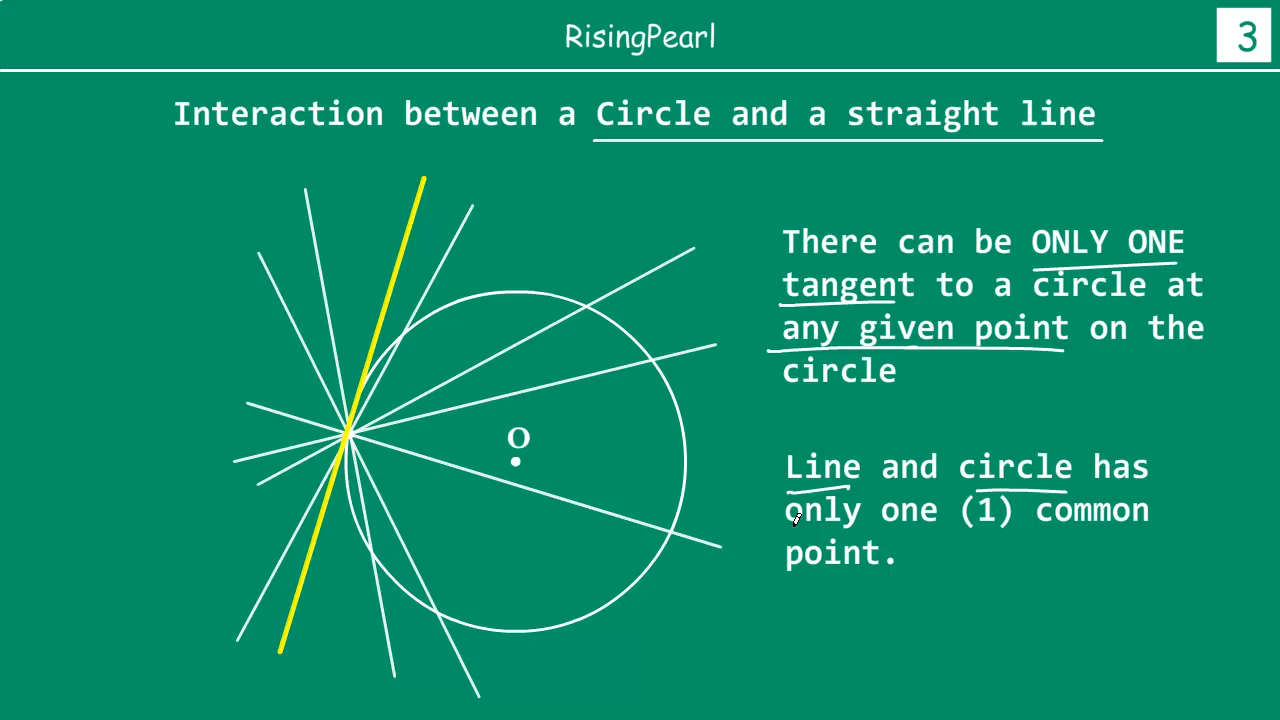 RisingPearl
3
Interaction between a Circle and a straight line
There can be ONLY ONE
tangent to a circle at
any given point on the
circle
O
Line and circle has
only one (1) common
point.